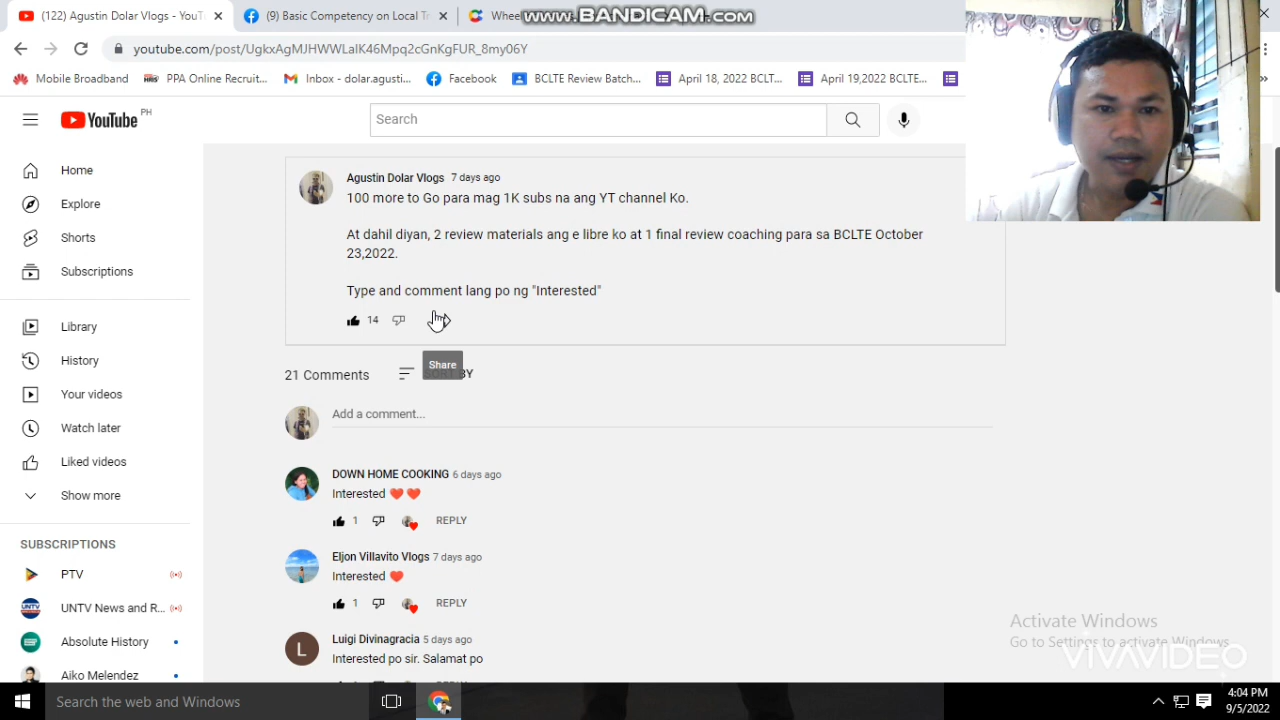 (122) Agustin Dolar Vlogs - YouT
(9) Basic Competency on Local Tr
Whee
WWW.BANDICAM.COM
youtube.com/post/UgkxAgMJHWWLalK46Mpq2cGnKgFUR_8my06Y
Mobile Broadband
PPA Online Recruit...
Inbox - dolar.agusti...
Facebook
BCLTE Review Batch...
April 18, 2022 BCLT...
April 19,2022 BCLTE...
YouTube PH
Search
Home
Explore
Shorts
Subscriptions
Library
History
Your videos
Watch later
Liked videos
Show more
SUBSCRIPTIONS
PTV
UNTV News and R...
Absolute History
Aiko Melendez
Agustin Dolar Vlogs 7 days ago
100 more to Go para mag 1K subs na ang YT channel Ko.
At dahil diyan, 2 review materials ang e libre ko at 1 final review coaching para sa BCLTE October
23,2022.
Type and comment lang po ng "Interested"
14
Share
21 Comments
BY
Add a comment...
DOWN HOME COOKING 6 days ago
Interested ❤️ ❤️
1 REPLY
Eljon Villavito Vlogs 7 days ago
Interested ❤️
1 REPLY
L
Luigi Divinagracia 5 days ago
Interested po sir. Salamat po
Activate Windows
Go to Settings to activate Windows.
VIVAVIDEO
Search the web and Windows
4:04 PM
9/5/2022